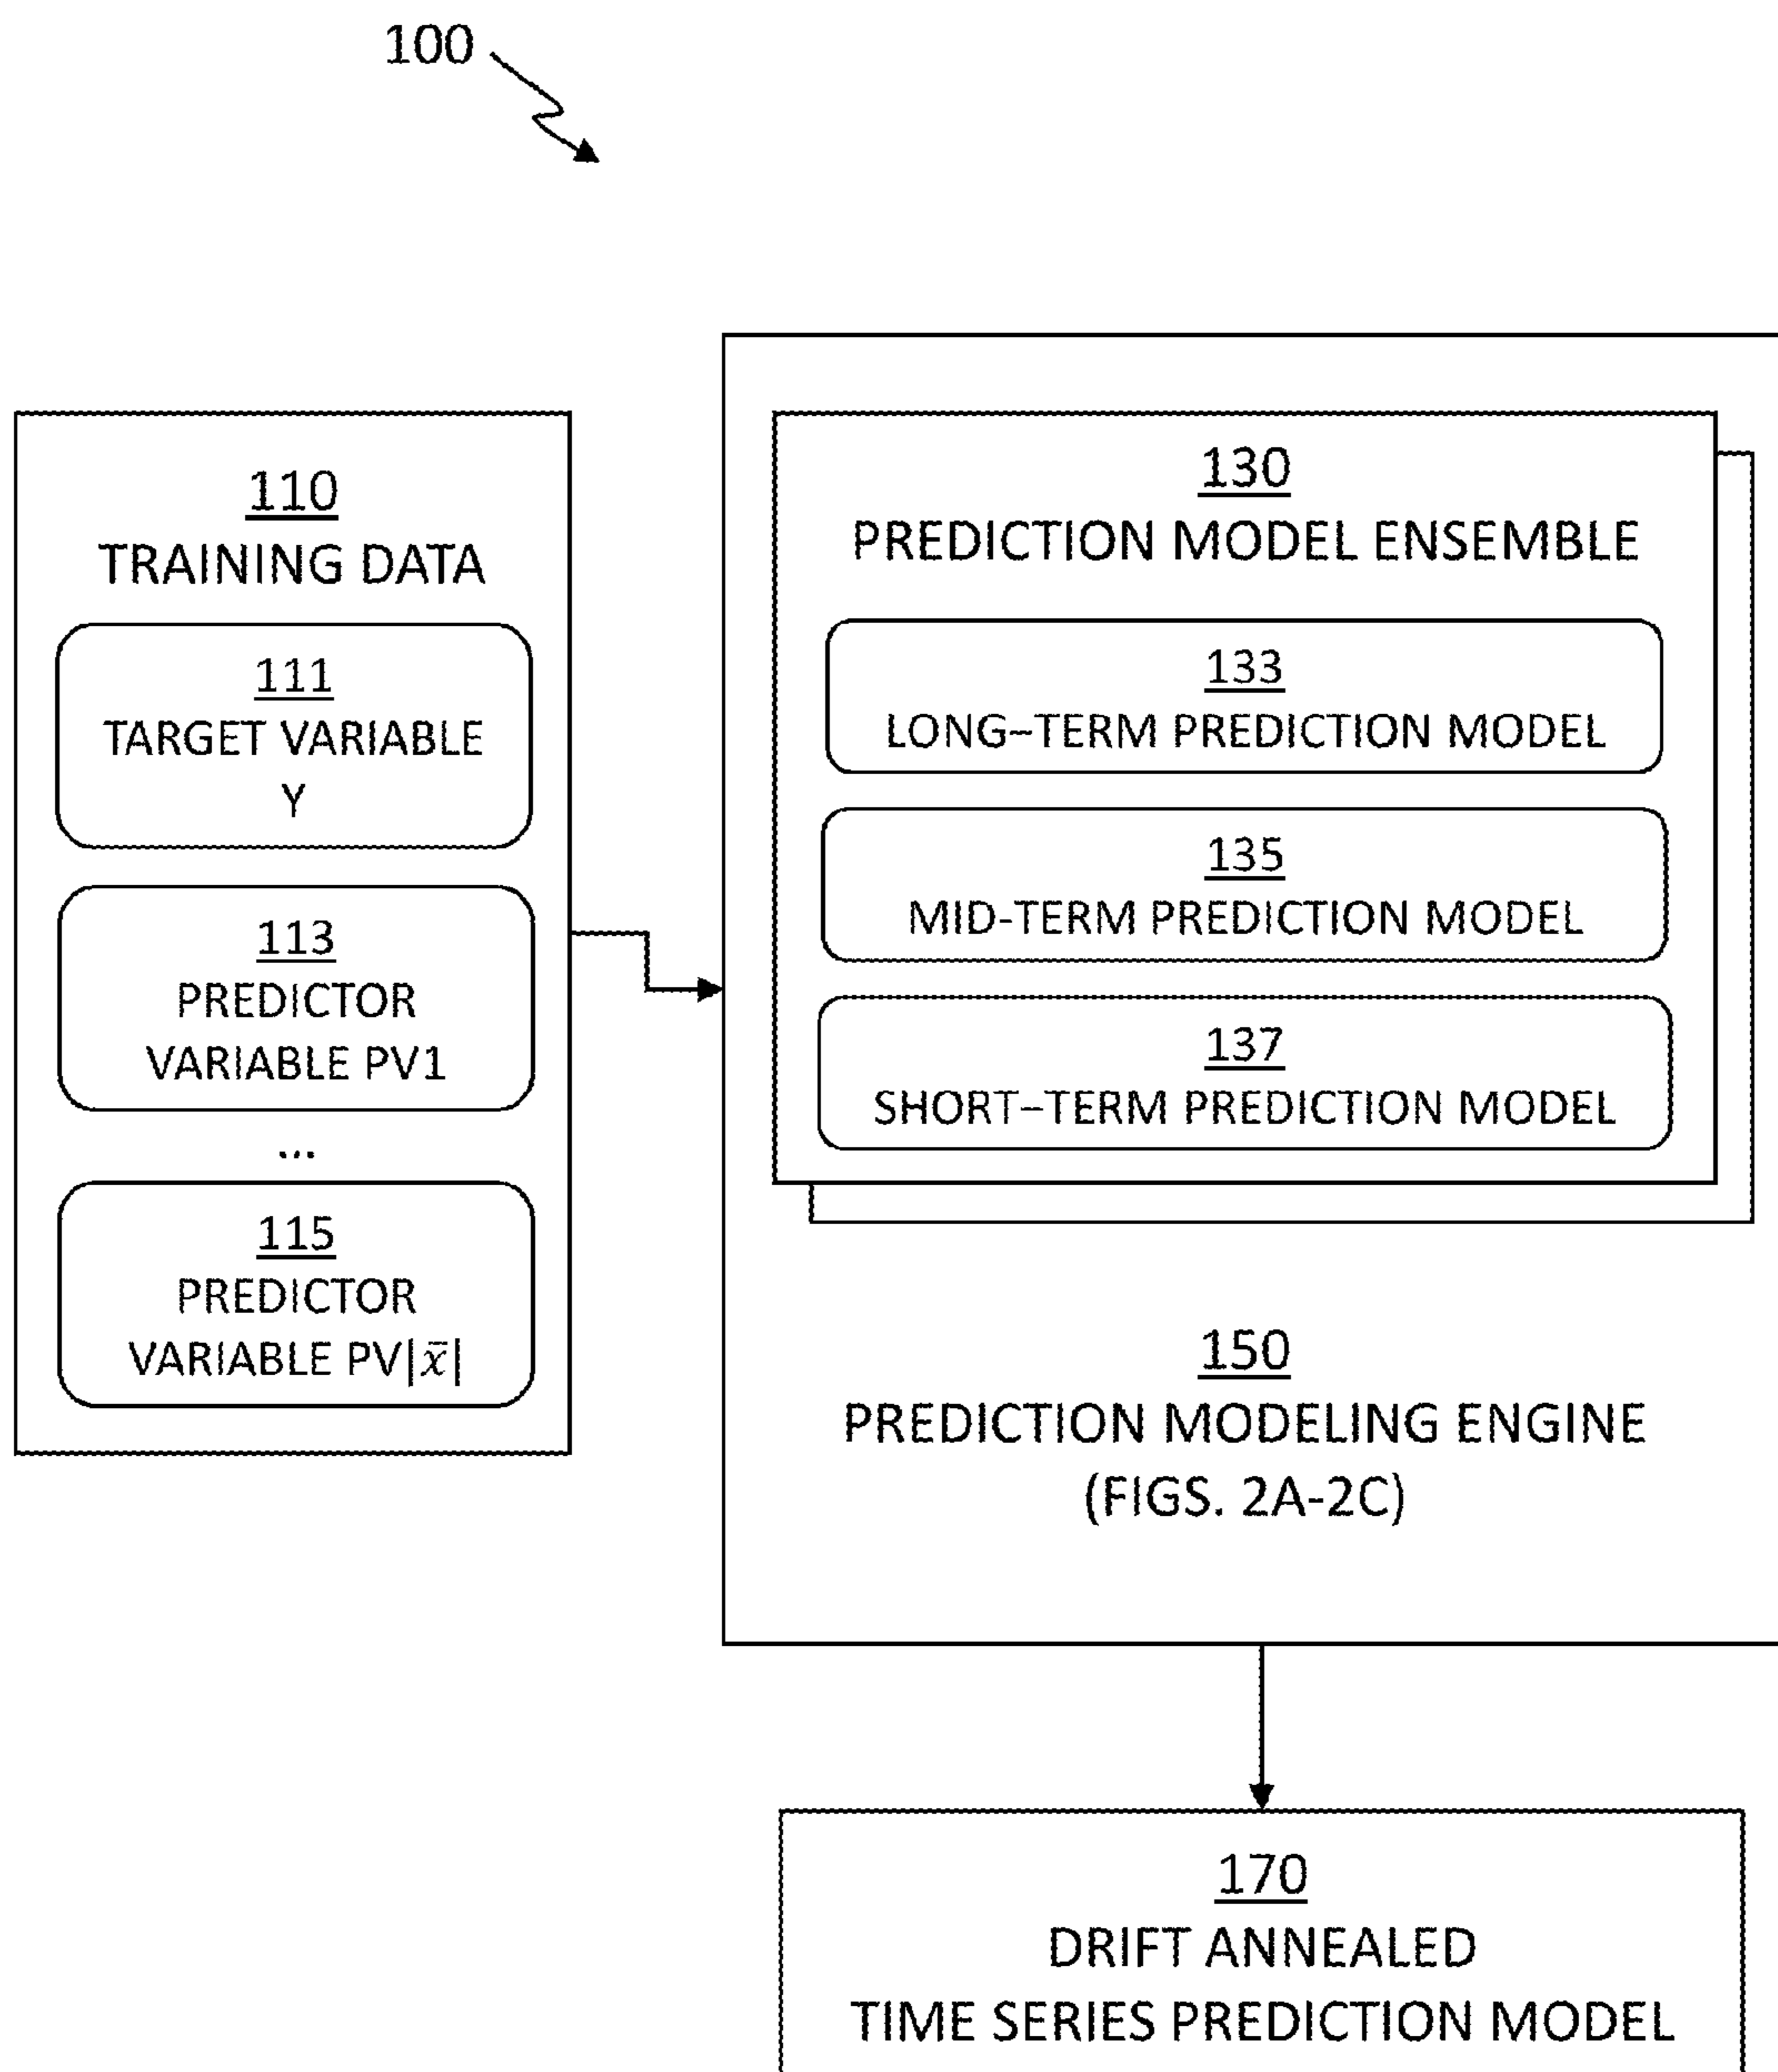 100
110
TRAINING DATA
111
TARGET VARIABLE
Y
113
PREDICTOR
VARIABLE PV1
...
115
PREDICTOR
VARIABLE PV|x̄|
130
PREDICTION MODEL ENSEMBLE
133
LONG–TERM PREDICTION MODEL
135
MID-TERM PREDICTION MODEL
137
SHORT–TERM PREDICTION MODEL
150
PREDICTION MODELING ENGINE
(FIGS. 2A-2C)
170
DRIFT ANNEALED
TIME SERIES PREDICTION MODEL